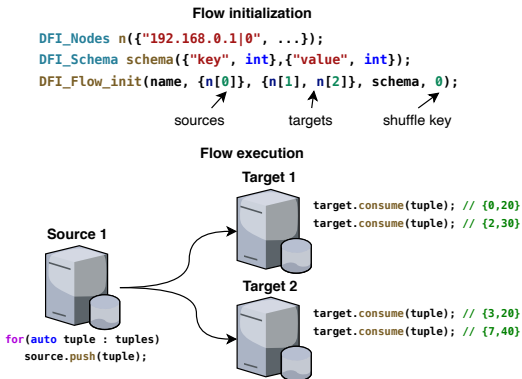 Flow initialization
DFI_Nodes n({"192.168.0.1|0", ...});
DFI_Schema schema({"key", int},{"value", int});
DFI_Flow_init(name, {n[0]}, {n[1], n[2]}, schema, 0);
sources targets shuffle key
Flow execution
Target 1
target.consume(tuple); // {0,20}
target.consume(tuple); // {2,30}
Source 1
for(auto tuple : tuples)
source.push(tuple);
Target 2
target.consume(tuple); // {3,20}
target.consume(tuple); // {7,40}